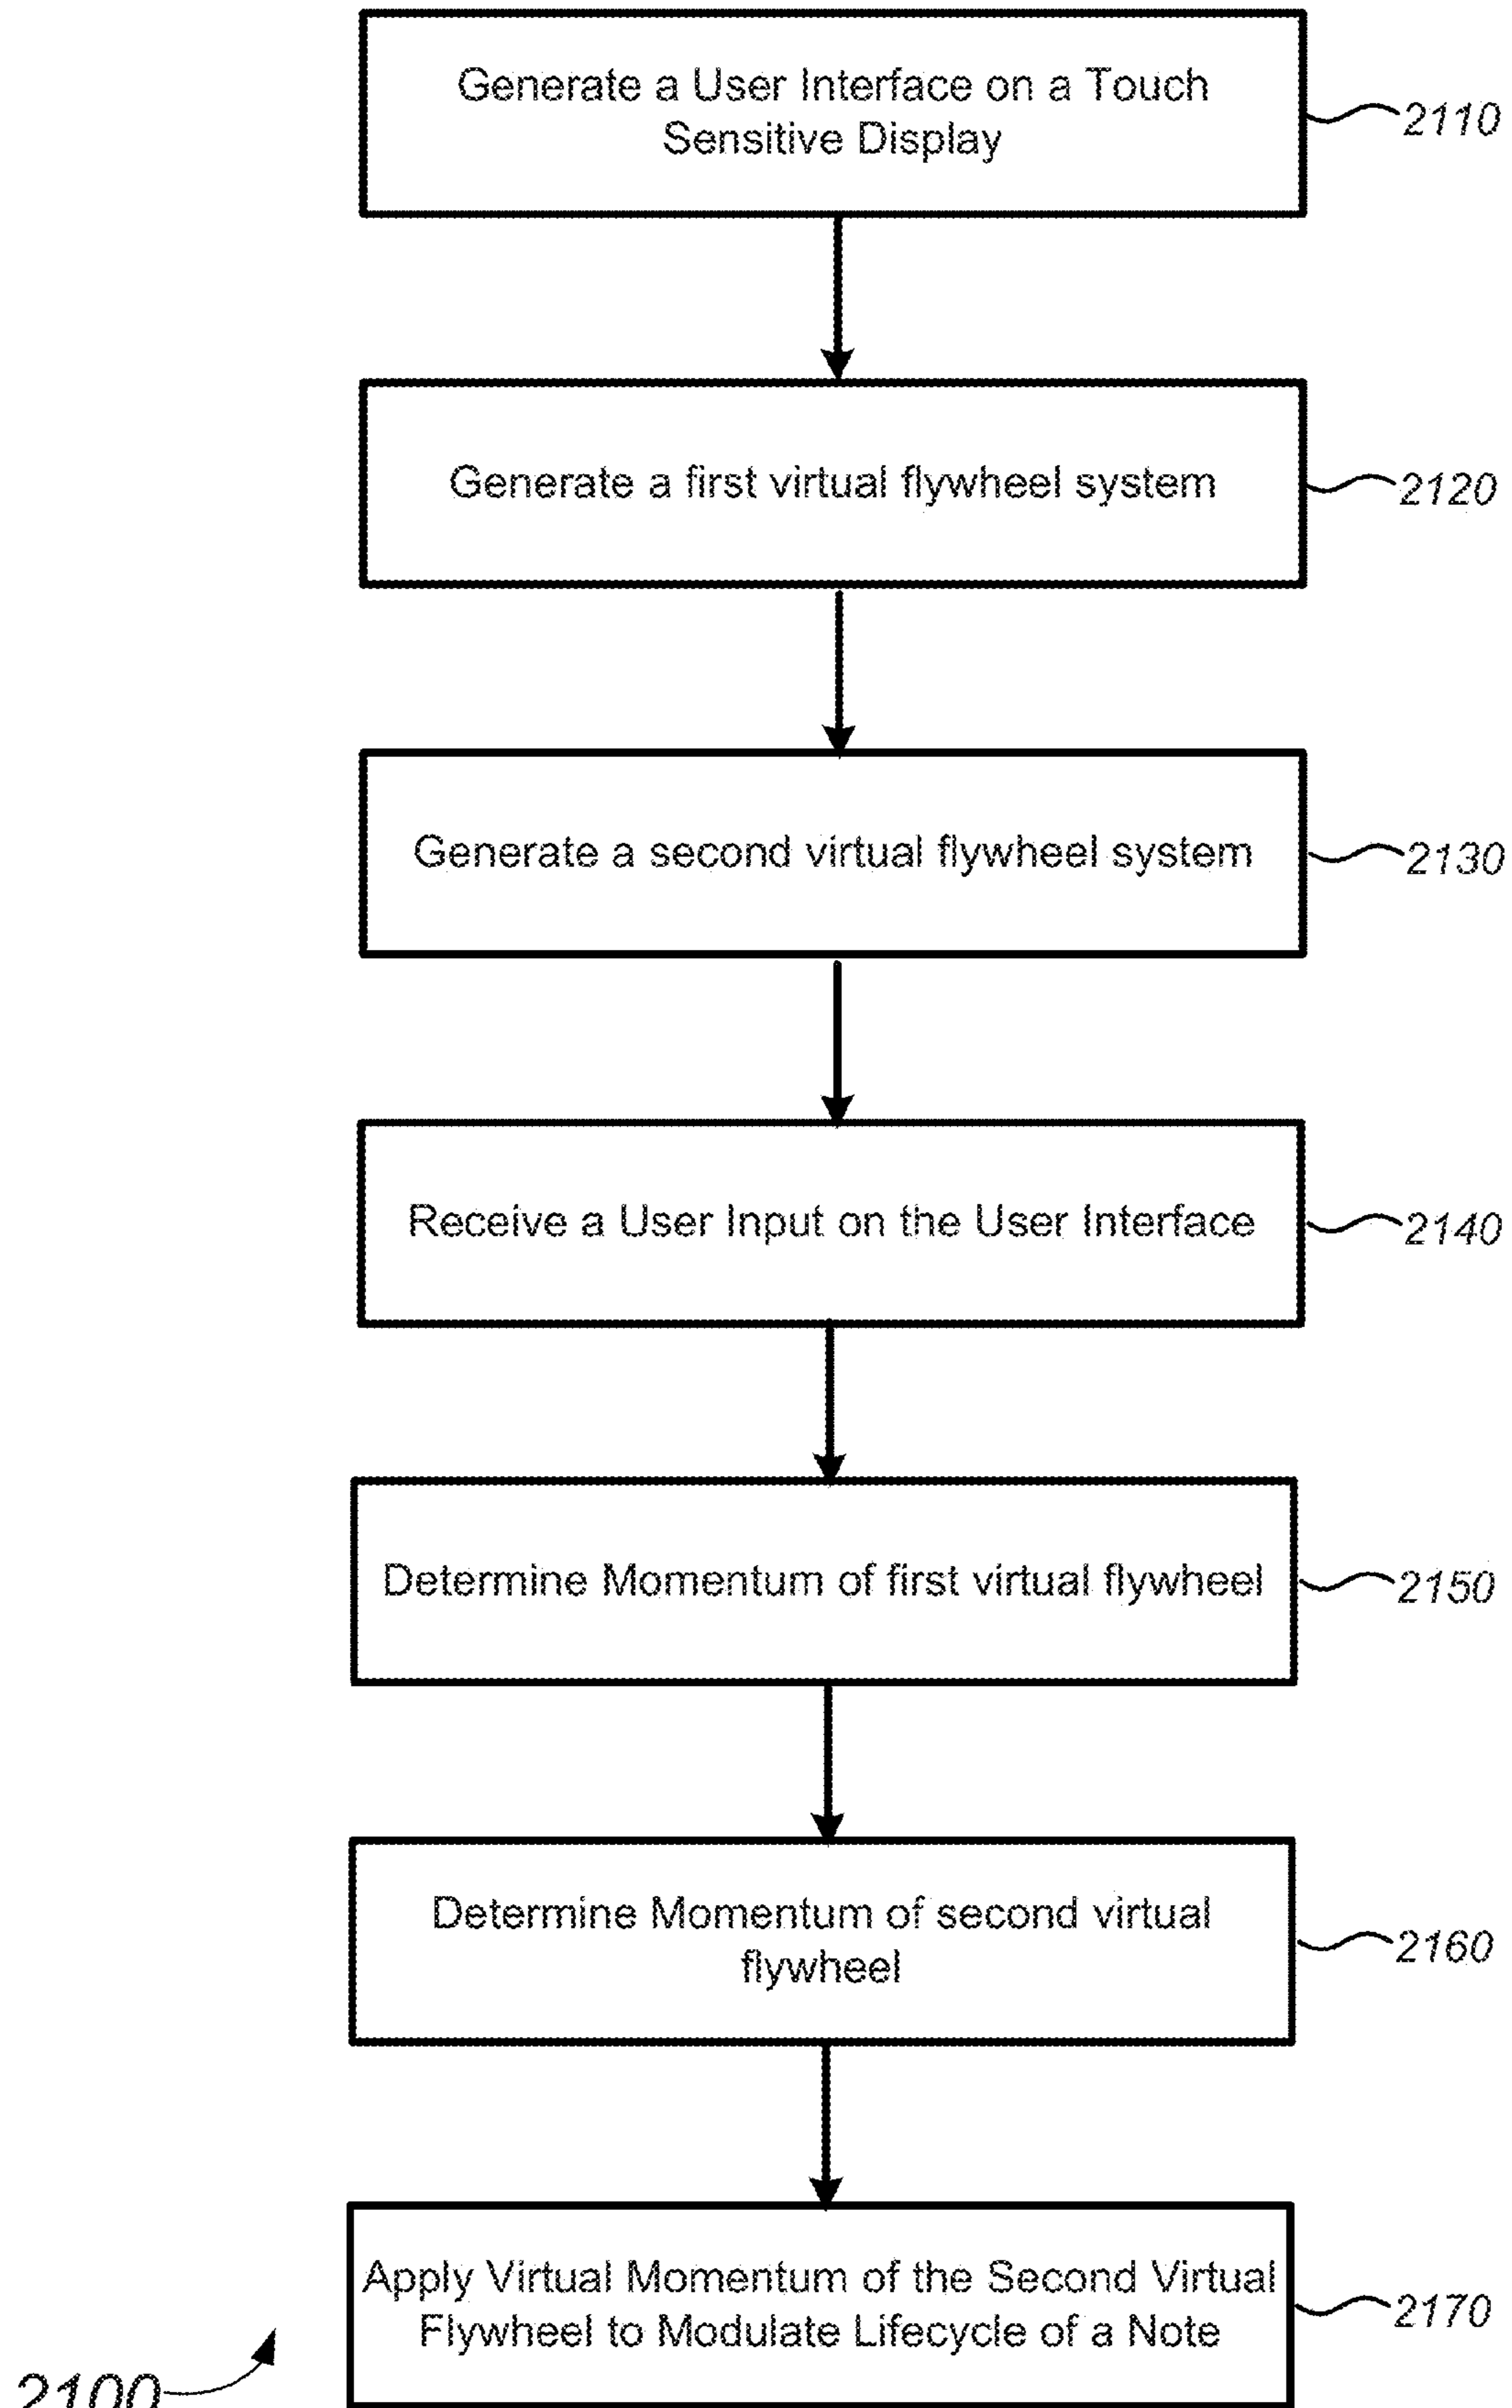 Generate a User Interface on a Touch
Sensitive Display
2110
Generate a first virtual flywheel system
2120
Generate a second virtual flywheel system
2130
Receive a User Input on the User Interface
2140
Determine Momentum of first virtual flywheel
2150
Determine Momentum of second virtual
flywheel
2160
Apply Virtual Momentum of the Second Virtual
Flywheel to Modulate Lifecycle of a Note
2170
2100